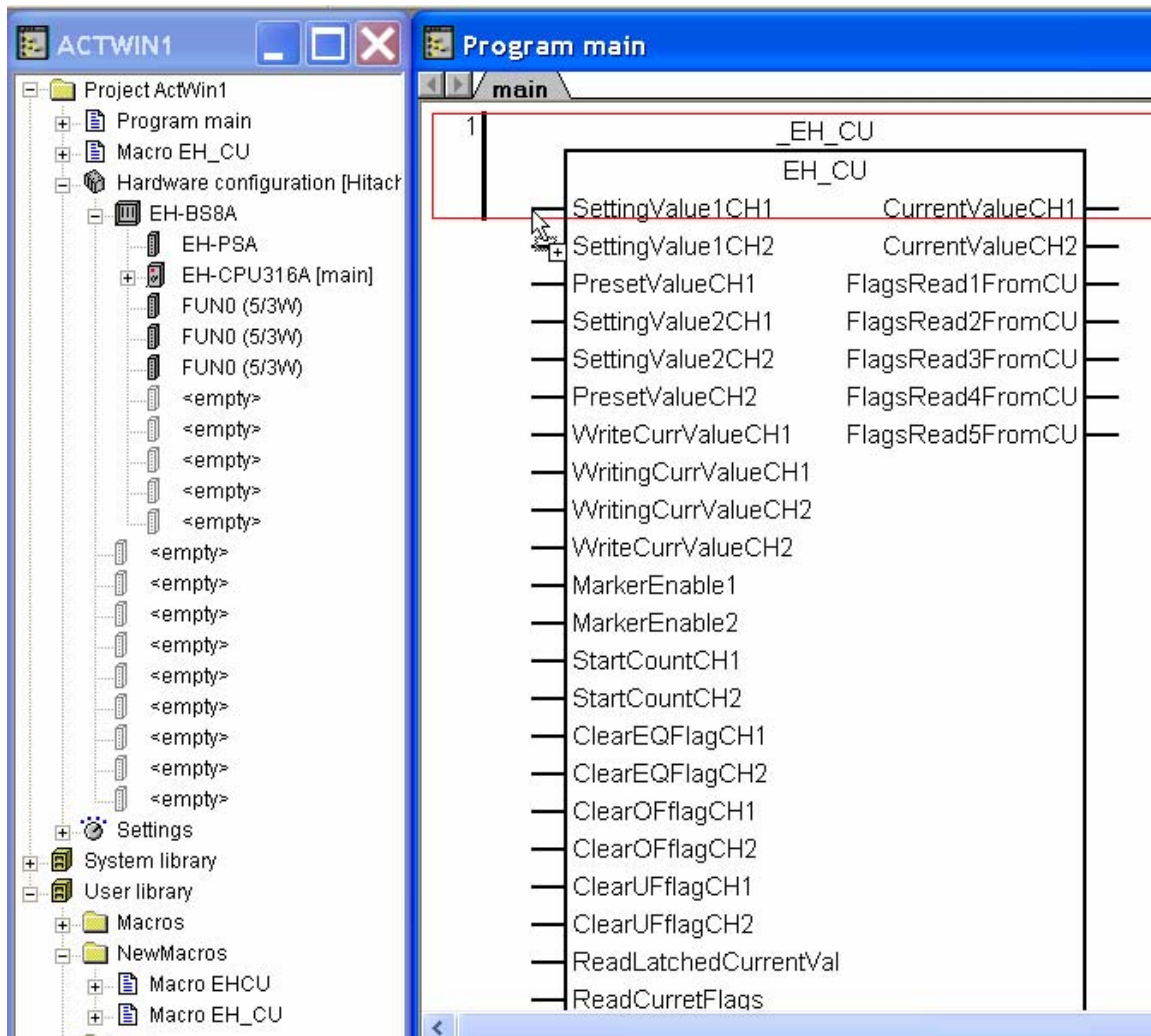 ACTWIN1
Project ActWin1
Program main
Macro EH_CU
Hardware configuration [Hitach
EH-BS8A
EH-PSA
EH-CPU316A [main]
FUN0 (5/3W)
FUN0 (5/3W)
FUN0 (5/3W)
<empty>
<empty>
<empty>
<empty>
<empty>
<empty>
<empty>
<empty>
<empty>
<empty>
<empty>
<empty>
<empty>
<empty>
Settings
System library
User library
Macros
NewMacros
Macro EHCU
Macro EH_CU
Program main
main
1
_EH_CU
EH_CU
SettingValue1CH1 CurrentValueCH1
SettingValue1CH2 CurrentValueCH2
PresetValueCH1 FlagsRead1FromCU
SettingValue2CH1 FlagsRead2FromCU
SettingValue2CH2 FlagsRead3FromCU
PresetValueCH2 FlagsRead4FromCU
WriteCurrValueCH1 FlagsRead5FromCU
WritingCurrValueCH1
WritingCurrValueCH2
WriteCurrValueCH2
MarkerEnable1
MarkerEnable2
StartCountCH1
StartCountCH2
ClearEQFlagCH1
ClearEQFlagCH2
ClearOFflagCH1
ClearOFflagCH2
ClearUFflagCH1
ClearUFflagCH2
ReadLatchedCurrentVal
ReadCurretFlags